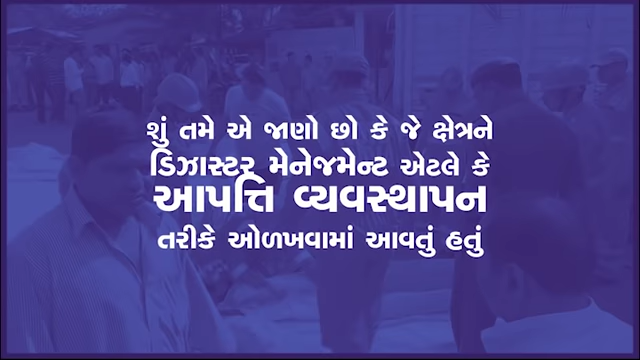 શું તમે એ જાણો છો કે જે ક્ષેત્રને
ડિઝાસ્ટર મેનેજમેન્ટ એટલે કે
આપત્તિ વ્યવસ્થાપન
તરીકે ઓળખવામાં આવતું હતું